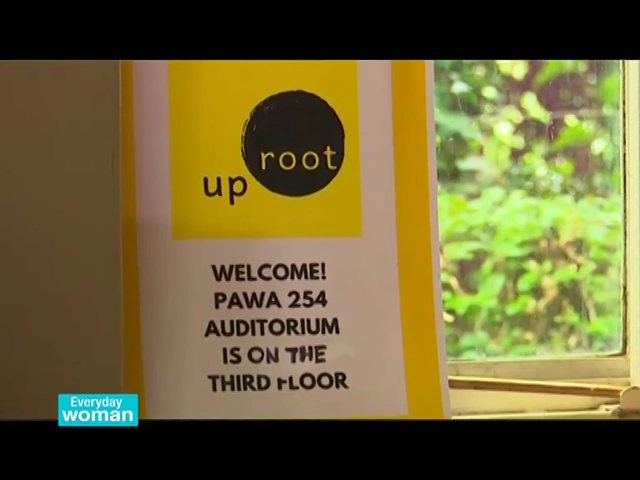 up root
WELCOME!
PAWA 254
AUDITORIUM
IS ON THE
THIRD FLOOR
Everyday
woman